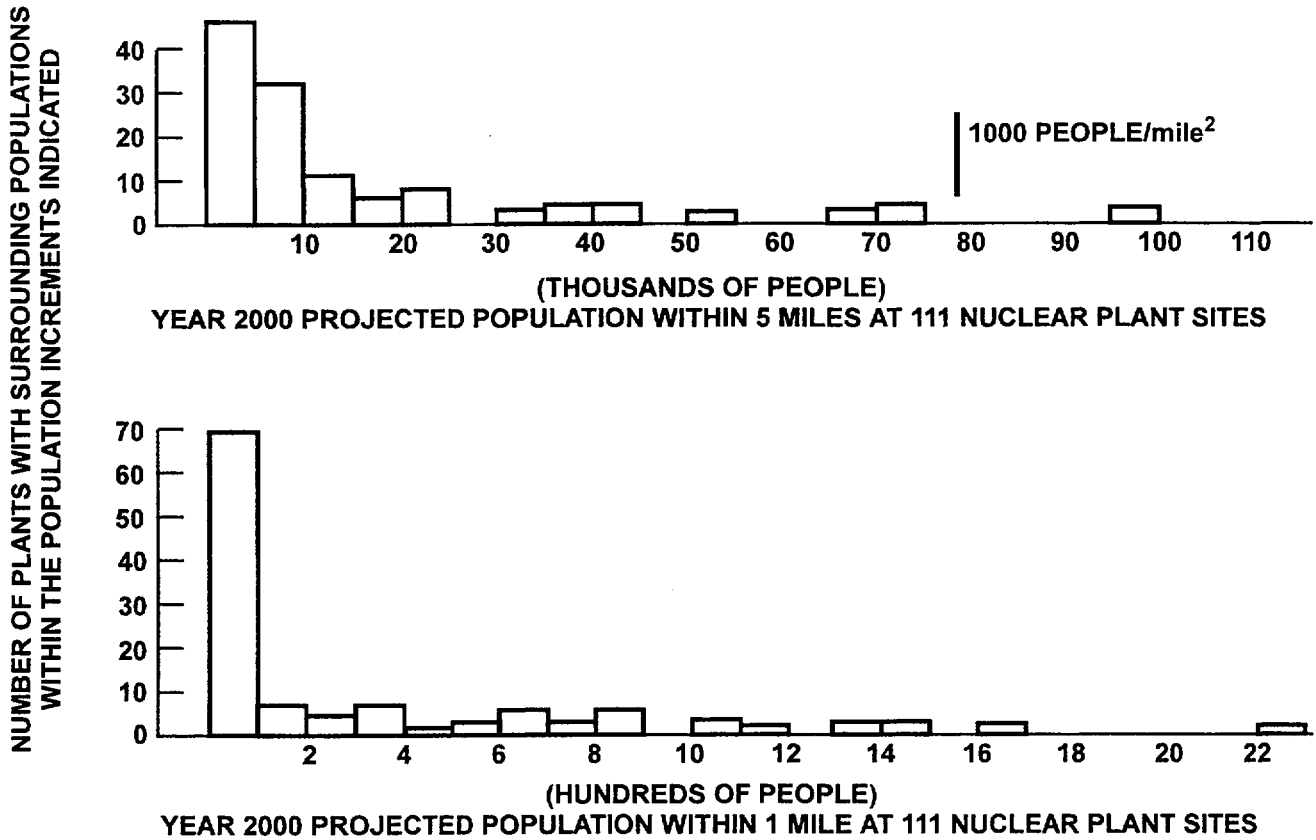 NUMBER OF PLANTS WITH SURROUNDING POPULATIONS
WITHIN THE POPULATION INCREMENTS INDICATED
40
30
20
10
0
1000 PEOPLE/mile²
10 20 30 40 50 60 70 80 90 100 110
(THOUSANDS OF PEOPLE)
YEAR 2000 PROJECTED POPULATION WITHIN 5 MILES AT 111 NUCLEAR PLANT SITES
70
60
50
40
30
20
10
0
2 4 6 8 10 12 14 16 18 20 22
(HUNDREDS OF PEOPLE)
YEAR 2000 PROJECTED POPULATION WITHIN 1 MILE AT 111 NUCLEAR PLANT SITES